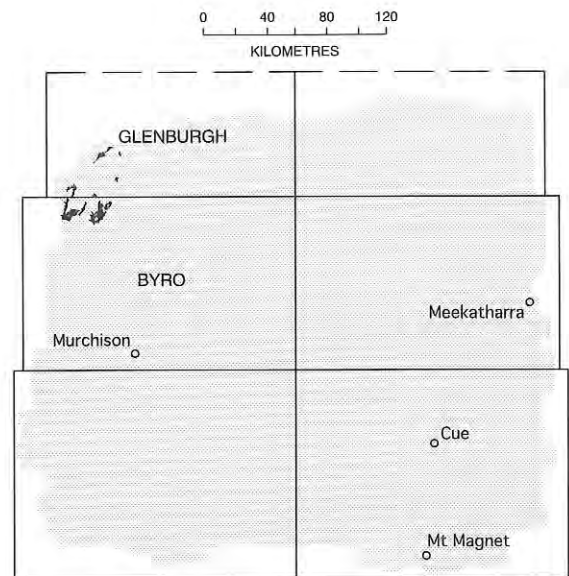 0 40 80 120
KILOMETRES
GLENBURGH
BYRO
Meekatharra
Murchison
Cue
Mt Magnet